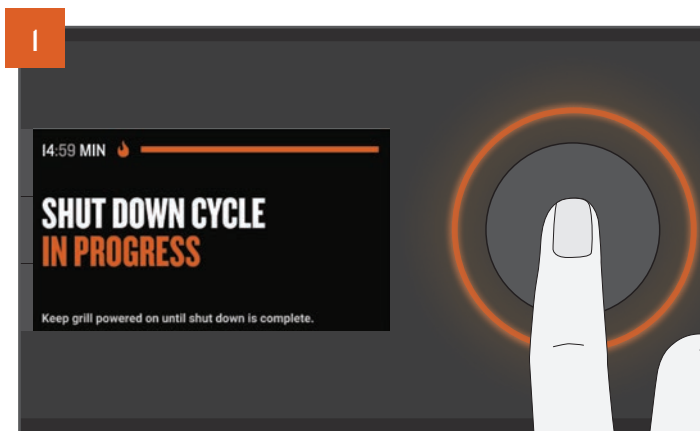 1
14:59 MIN
SHUT DOWN CYCLE
IN PROGRESS
Keep grill powered on until shut down is complete.